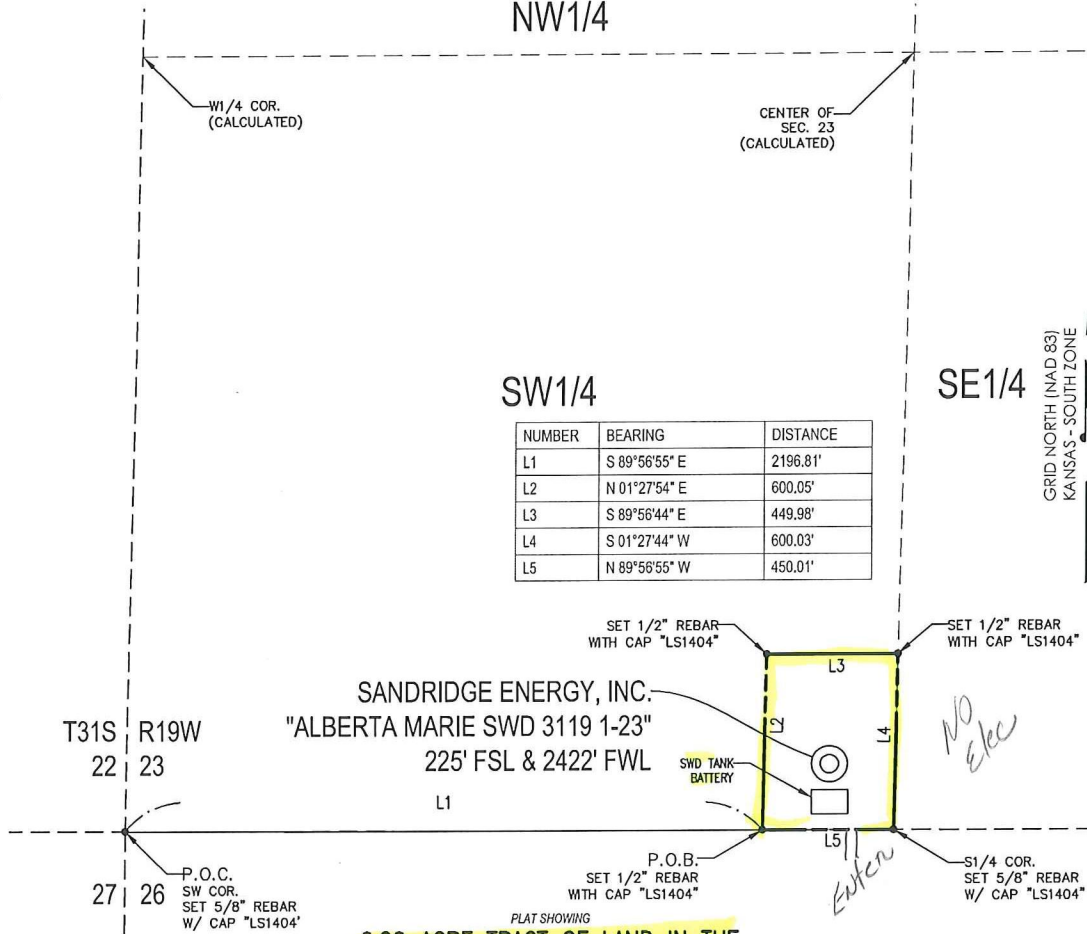 NW1/4
W1/4 COR.
(CALCULATED)
CENTER OF
SEC. 23
(CALCULATED)
SW1/4
SE1/4
GRID NORTH (NAD 83)
KANSAS - SOUTH ZONE
NUMBER BEARING DISTANCE
L1 S 89°56'55" E 2196.81'
L2 N 01°27'54" E 600.05'
L3 S 89°56'44" E 449.98'
L4 S 01°27'44" W 600.03'
L5 N 89°56'55" W 450.01'
SET 1/2" REBAR
WITH CAP "LS1404"
SET 1/2" REBAR
WITH CAP "LS1404"
L3
L2
L4
SANDRIDGE ENERGY, INC.
"ALBERTA MARIE SWD 3119 1-23"
225' FSL & 2422' FWL
SWD TANK
BATTERY
NO
Elec
T31S R19W
22 23
L1
L5
P.O.C.
SW COR.
SET 5/8" REBAR
W/ CAP "LS1404'
27 26
P.O.B.
SET 1/2" REBAR
WITH CAP "LS1404"
Enter
S1/4 COR.
SET 5/8" REBAR
W/ CAP "LS1404"
PLAT SHOWING
ACRE TRACT OF LAND IN THE